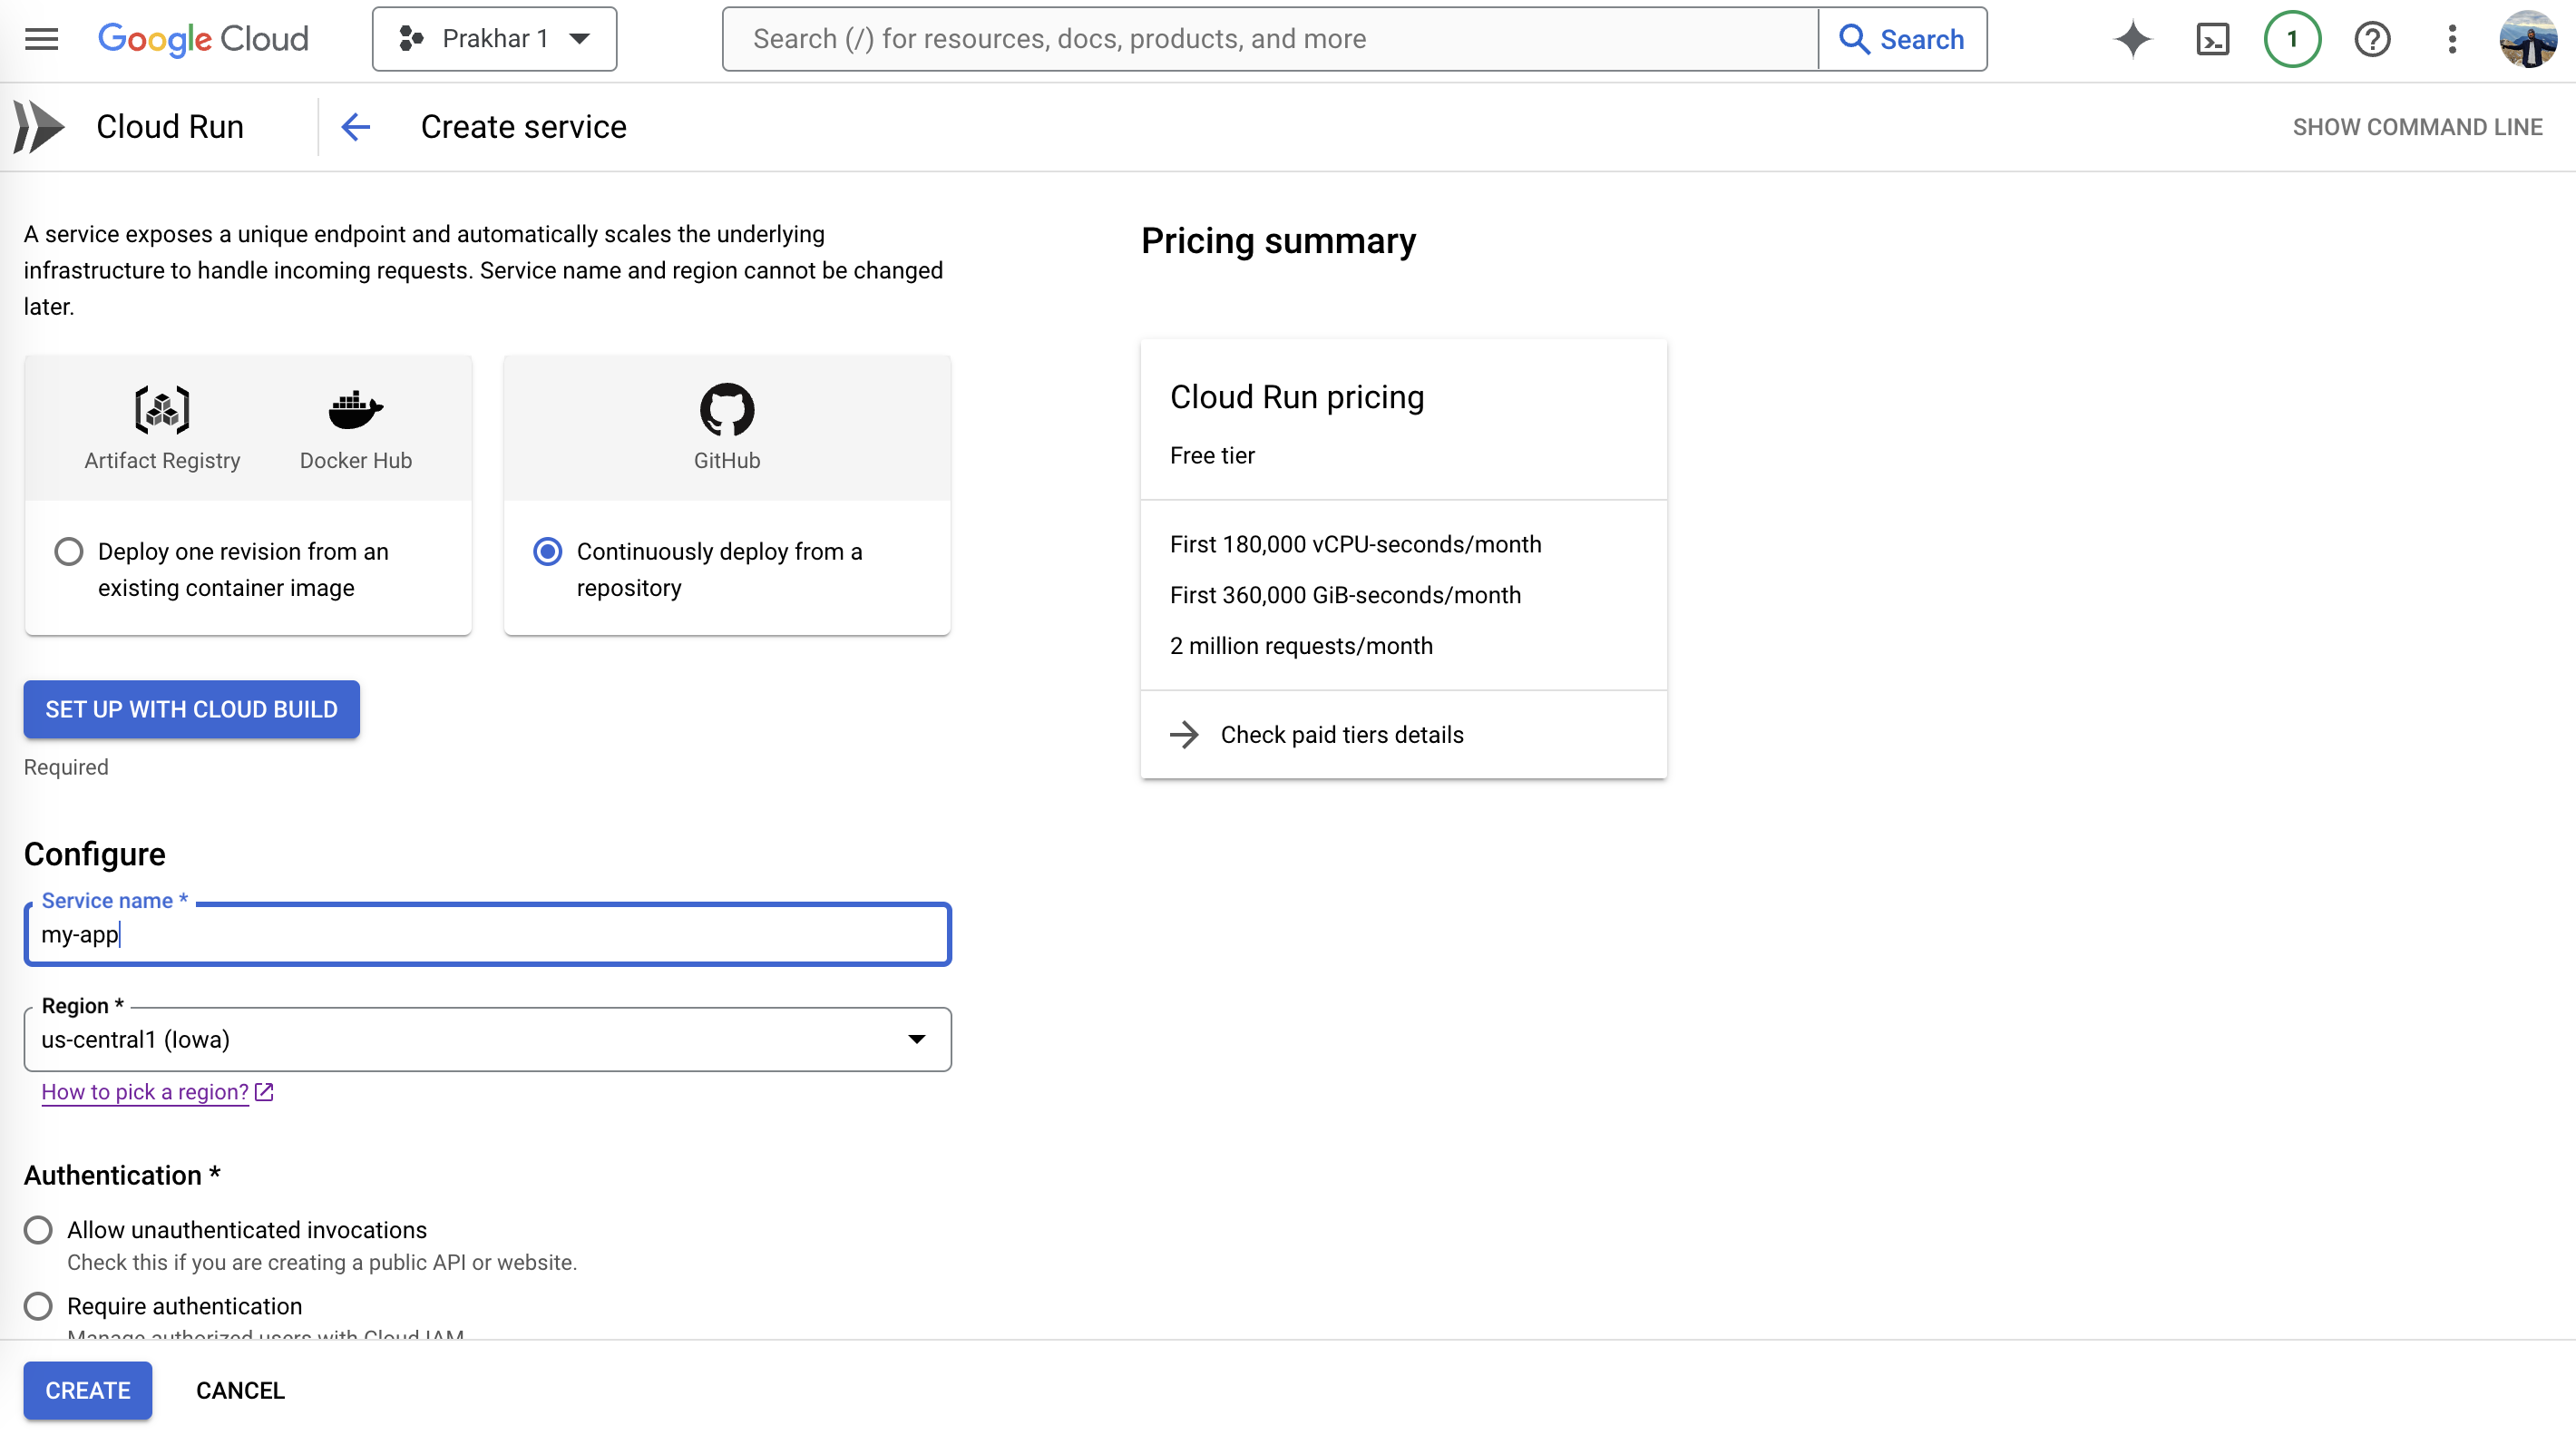 Google Cloud
Prakhar 1
Search (/) for resources, docs, products, and more
Search
1
Cloud Run
Create service
SHOW COMMAND LINE
A service exposes a unique endpoint and automatically scales the underlying
infrastructure to handle incoming requests. Service name and region cannot be changed
later.
Artifact Registry
Docker Hub
GitHub
Deploy one revision from an
existing container image
Continuously deploy from a
repository
SET UP WITH CLOUD BUILD
Required
Configure
Service name *
my-app
Region *
us-central1 (Iowa)
How to pick a region?
Authentication *
Allow unauthenticated invocations
Check this if you are creating a public API or website.
Require authentication
Manage authorized users with Cloud IAM.
CREATE
CANCEL
Pricing summary
Cloud Run pricing
Free tier
First 180,000 vCPU-seconds/month
First 360,000 GiB-seconds/month
2 million requests/month
Check paid tiers details